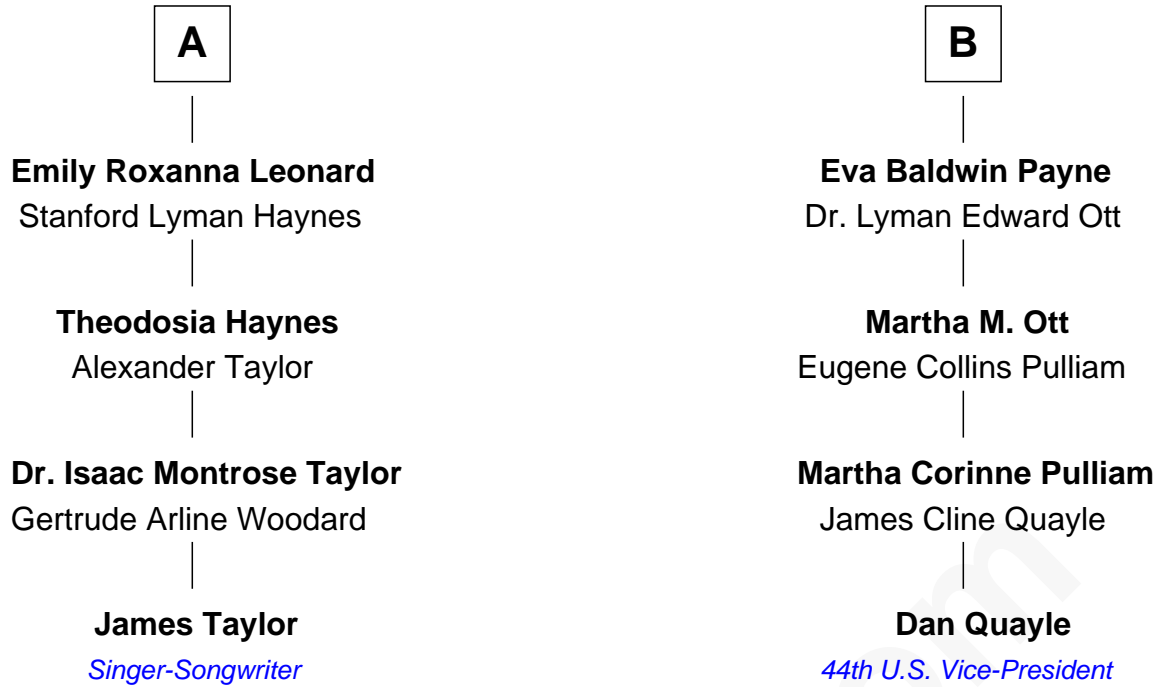 A
Emily Roxanna Leonard
Stanford Lyman Haynes
Theodosia Haynes
Alexander Taylor
Dr. Isaac Montrose Taylor
Gertrude Arline Woodard
James Taylor
Singer-Songwriter
B
Eva Baldwin Payne
Dr. Lyman Edward Ott
Martha M. Ott
Eugene Collins Pulliam
Martha Corinne Pulliam
James Cline Quayle
Dan Quayle
44th U.S. Vice-President